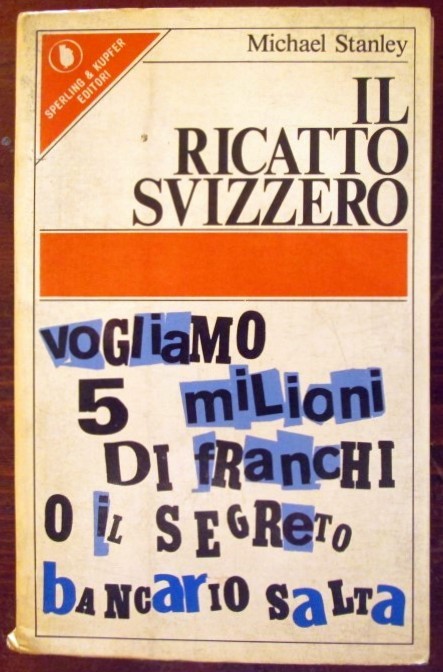 Michael Stanley
SPERLING & KUPFER
EDITORI
IL
RICATTO
SVIZZERO
vOGLiaMO
5 miLioni
DI fRancHI
O iL SEGReTO
bANCarIO SaLTa